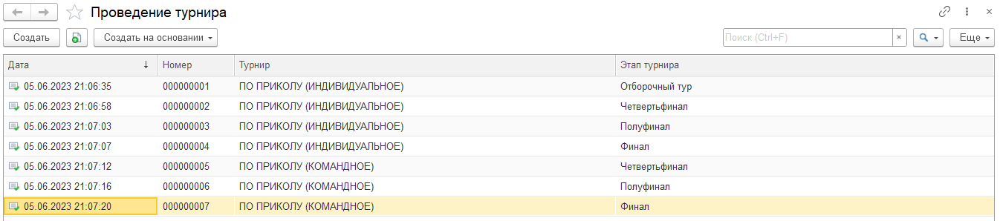 Проведение турнира
Создать Создать на основании Поиск (Ctrl+F) × Еще
Дата ↓ Номер Турнир Этап турнира
05.06.2023 21:06:35 000000001 ПО ПРИКОЛУ (ИНДИВИДУАЛЬНОЕ) Отборочный тур
05.06.2023 21:06:58 000000002 ПО ПРИКОЛУ (ИНДИВИДУАЛЬНОЕ) Четвертьфинал
05.06.2023 21:07:03 000000003 ПО ПРИКОЛУ (ИНДИВИДУАЛЬНОЕ) Полуфинал
05.06.2023 21:07:07 000000004 ПО ПРИКОЛУ (ИНДИВИДУАЛЬНОЕ) Финал
05.06.2023 21:07:12 000000005 ПО ПРИКОЛУ (КОМАНДНОЕ) Четвертьфинал
05.06.2023 21:07:16 000000006 ПО ПРИКОЛУ (КОМАНДНОЕ) Полуфинал
05.06.2023 21:07:20 000000007 ПО ПРИКОЛУ (КОМАНДНОЕ) Финал